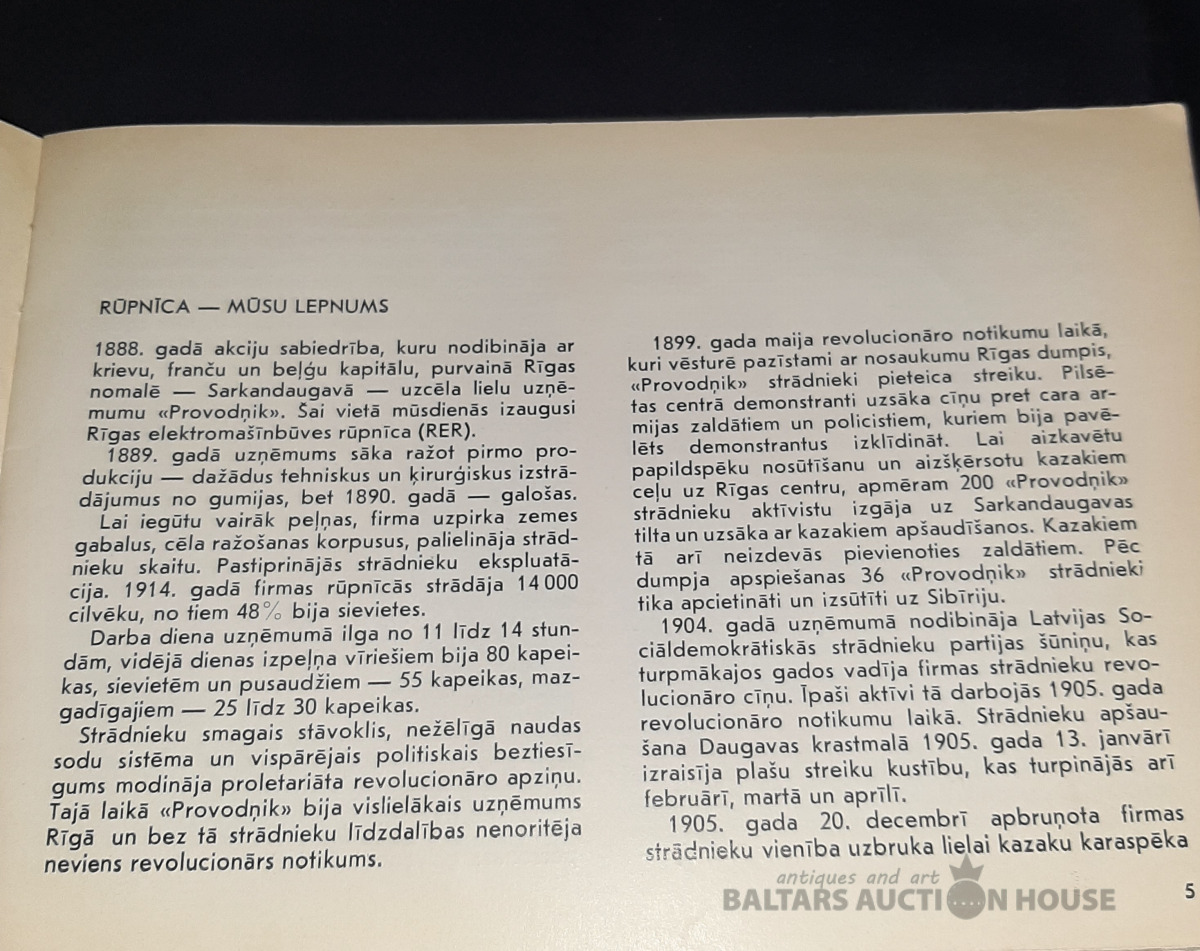 RŪPNĪCA — MŪSU LEPNUMS
1888. gadā akciju sabiedrība, kuru nodibināja ar
krievu, franču un beļģu kapitālu, purvainā Rīgas
nomalē — Sarkandaugavā — uzcēla lielu uzņē-
mumu «Provodņik». Šai vietā mūsdienās izaugusi
Rīgas elektromašīnbūves rūpnīca (RER).
1889. gadā uzņēmums sāka ražot pirmo pro-
dukciju — dažādus tehniskus un ķirurģiskus izstrā-
dājumus no gumijas, bet 1890. gadā — galošas.
Lai iegūtu vairāk peļņas, firma uzpirka zemes
gabalus, cēla ražošanas korpusus, palielināja strād-
nieku skaitu. Pastiprinājās strādnieku ekspluatā-
cija. 1914. gadā firmas rūpnīcās strādāja 14 000
cilvēku, no tiem 48% bija sievietes.
Darba diena uzņēmumā ilga no 11 līdz 14 stun-
dām, vidējā dienas izpeļņa vīriešiem bija 80 kapei-
kas, sievietēm un pusaudžiem — 55 kapeikas, maz-
gadīgajiem — 25 līdz 30 kapeikas.
Strādnieku smagais stāvoklis, nežēlīgā naudas
sodu sistēma un vispārējais politiskais beztiesī-
gums modināja proletariāta revolucionāro apziņu.
Tajā laikā «Provodņik» bija vislielākais uzņēmums
Rīgā un bez tā strādnieku līdzdalības nenoritēja
neviens revolucionārs notikums.
1899. gada maija revolucionāro notikumu laikā,
kuri vēsturē pazīstami ar nosaukumu Rīgas dumpis,
«Provodņik» strādnieki pieteica streiku. Pilsē-
tas centrā demonstranti uzsāka cīņu pret cara ar-
mijas zaldātiem un policistiem, kuriem bija pavē-
lēts demonstrantus izklīdināt. Lai aizkavētu
papildspēku nosūtīšanu un aizšķērsotu kazakiem
ceļu uz Rīgas centru, apmēram 200 «Provodņik»
strādnieku aktīvistu izgāja uz Sarkandaugavas
tilta un uzsāka ar kazakiem apšaudīšanos. Kazakiem
tā arī neizdevās pievienoties zaldātiem. Pēc
dumpja apspiešanas 36 «Provodņik» strādnieki
tika apcietināti un izsūtīti uz Sibīriju.
1904. gadā uzņēmumā nodibināja Latvijas So-
ciāldemokrātiskās strādnieku partijas šūniņu, kas
turpmākajos gados vadīja firmas strādnieku revo-
lucionāro cīņu. Īpaši aktīvi tā darbojās 1905. gada
revolucionāro notikumu laikā. Strādnieku apšau-
šana Daugavas krastmalā 1905. gada 13. janvārī
izraisīja plašu streiku kustību, kas turpinājās arī
februārī, martā un aprīlī.
1905. gada 20. decembrī apbruņota firmas
strādnieku vienība uzbruka lielai kazaku karaspēka
5
antiques and art
BALTARS AUCTION HOUSE